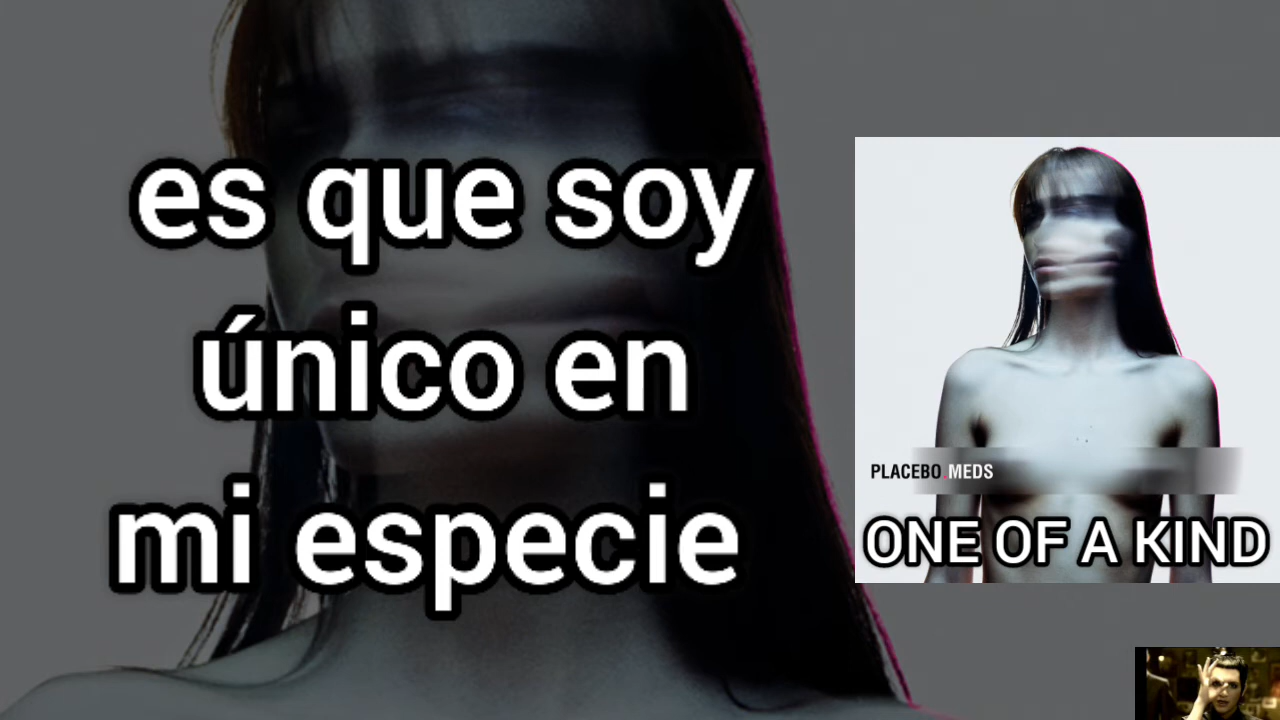 es que soy
único en
mi especie
PLACEBO.MEDS
ONE OF A KIND